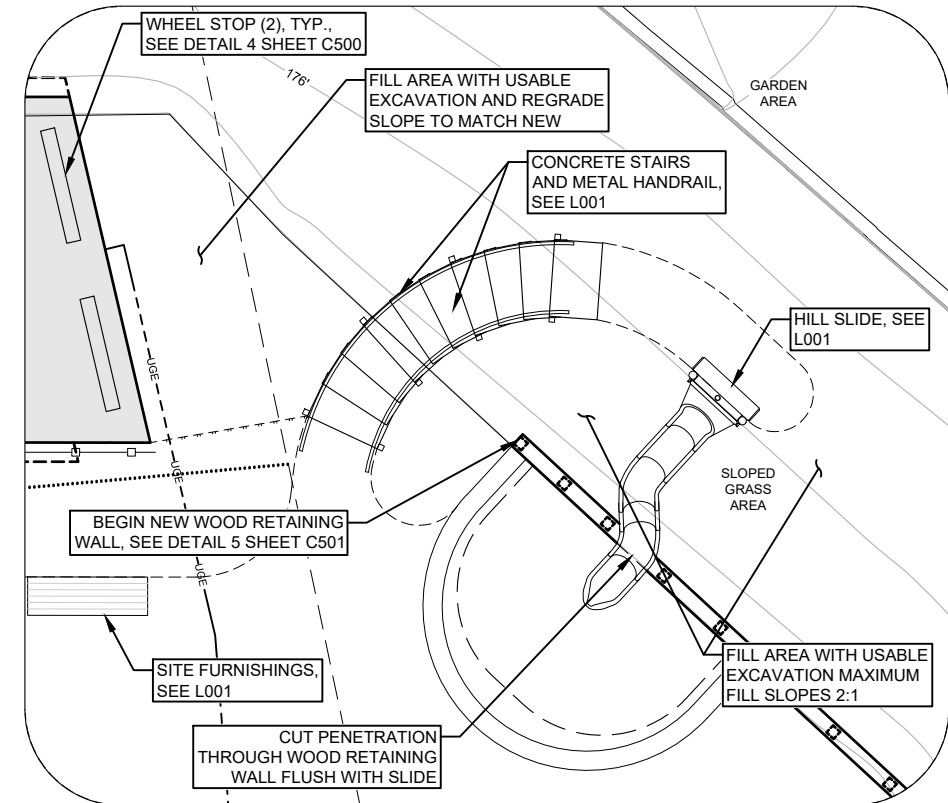 WHEEL STOP (2), TYP.,
SEE DETAIL 4 SHEET C500
176'
FILL AREA WITH USABLE
EXCAVATION AND REGRADE
SLOPE TO MATCH NEW
GARDEN
AREA
CONCRETE STAIRS
AND METAL HANDRAIL,
SEE L001
HILL SLIDE, SEE
L001
UGE
UGE
UGE
SLOPED
GRASS
AREA
BEGIN NEW WOOD RETAINING
WALL, SEE DETAIL 5 SHEET C501
SITE FURNISHINGS,
SEE L001
FILL AREA WITH USABLE
EXCAVATION MAXIMUM
FILL SLOPES 2:1
CUT PENETRATION
THROUGH WOOD RETAINING
WALL FLUSH WITH SLIDE